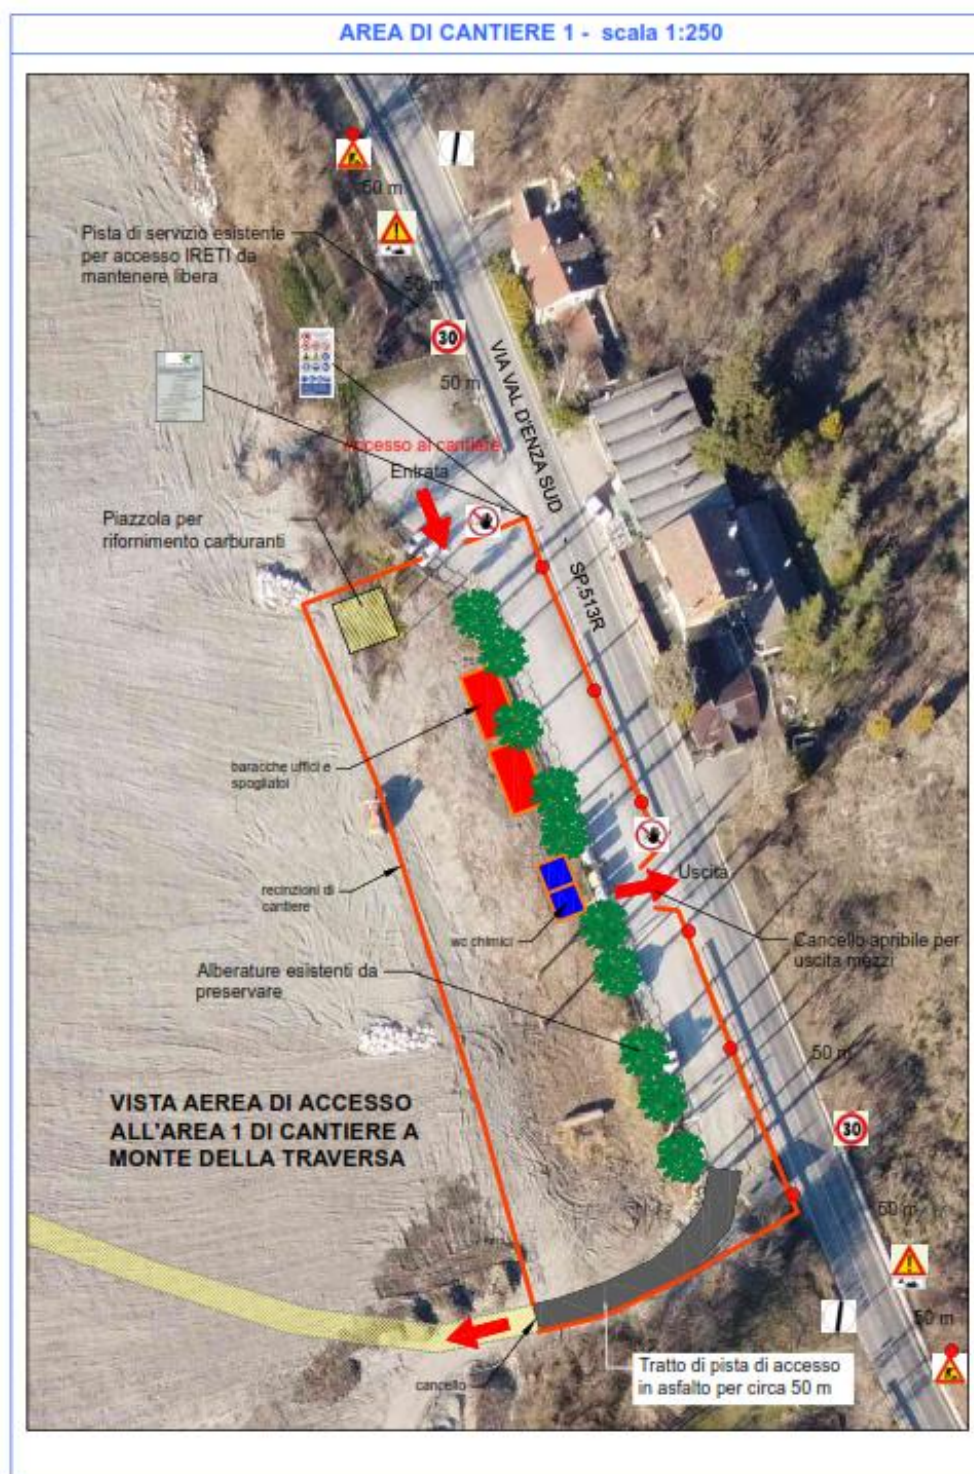 AREA DI CANTIERE 1 - scala 1:250
50 m
Pista di servizio esistente
per accesso IRETI da
mantenere libera
50 m
30
50 m
VIA VAL D'ENZA SUD
Accesso al cantiere
Entrata
Piazzola per
rifornimento carburanti
SP.513R
baracche uffici e
spogliatoi
Uscita
recinzioni di
cantiere
wc chimici
Cancello apribile per
uscita mezzi
Alberature esistenti da
preservare
50 m
VISTA AEREA DI ACCESSO
ALL'AREA 1 DI CANTIERE A
MONTE DELLA TRAVERSA
30
50 m
50 m
Tratto di pista di accesso
in asfalto per circa 50 m
cancello